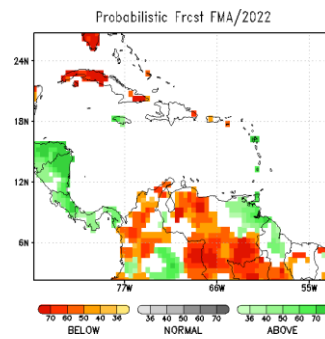 Probabilistic Frcst FMA/2022
24N
18N
12N
6N
77W 66W 55W
70 60 50 40 36 36 40 50 60 70 36 40 50 60 70
BELOW NORMAL ABOVE